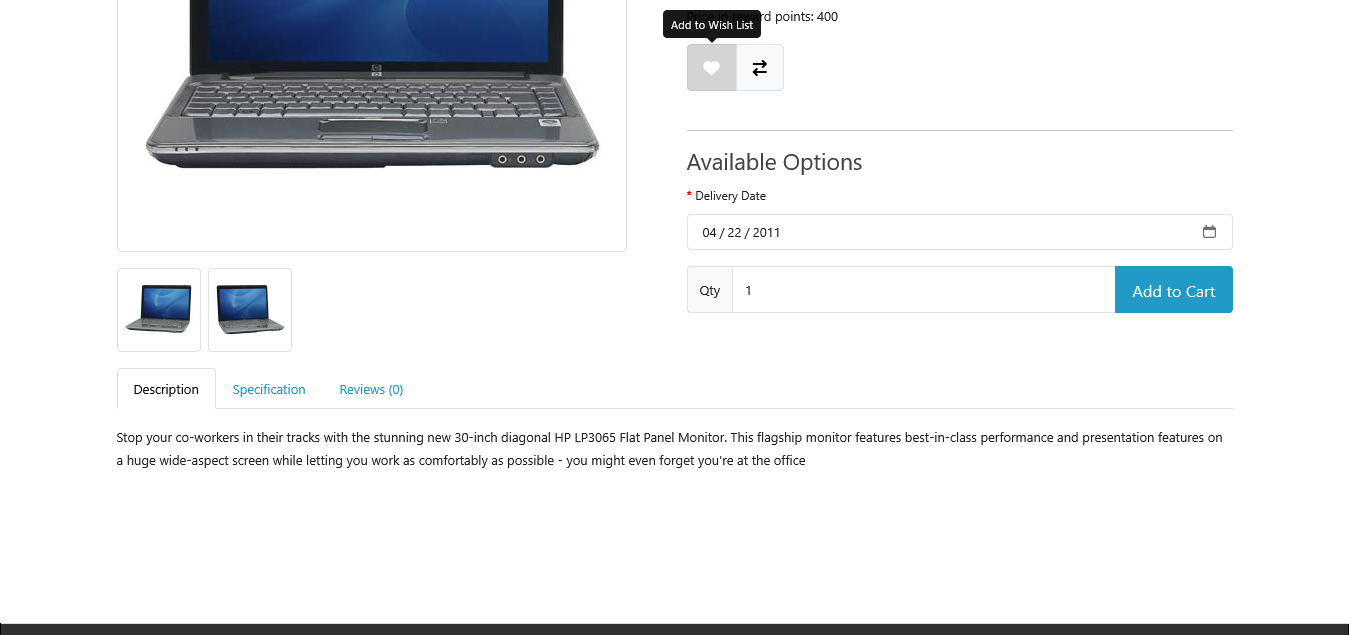 points: 400
Add to Wish List
Available Options
* Delivery Date
04 / 22 / 2011
Qty
1
Add to Cart
Description
Specification
Reviews (0)
Stop your co-workers in their tracks with the stunning new 30-inch diagonal HP LP3065 Flat Panel Monitor. This flagship monitor features best-in-class performance and presentation features on
a huge wide-aspect screen while letting you work as comfortably as possible - you might even forget you're at the office